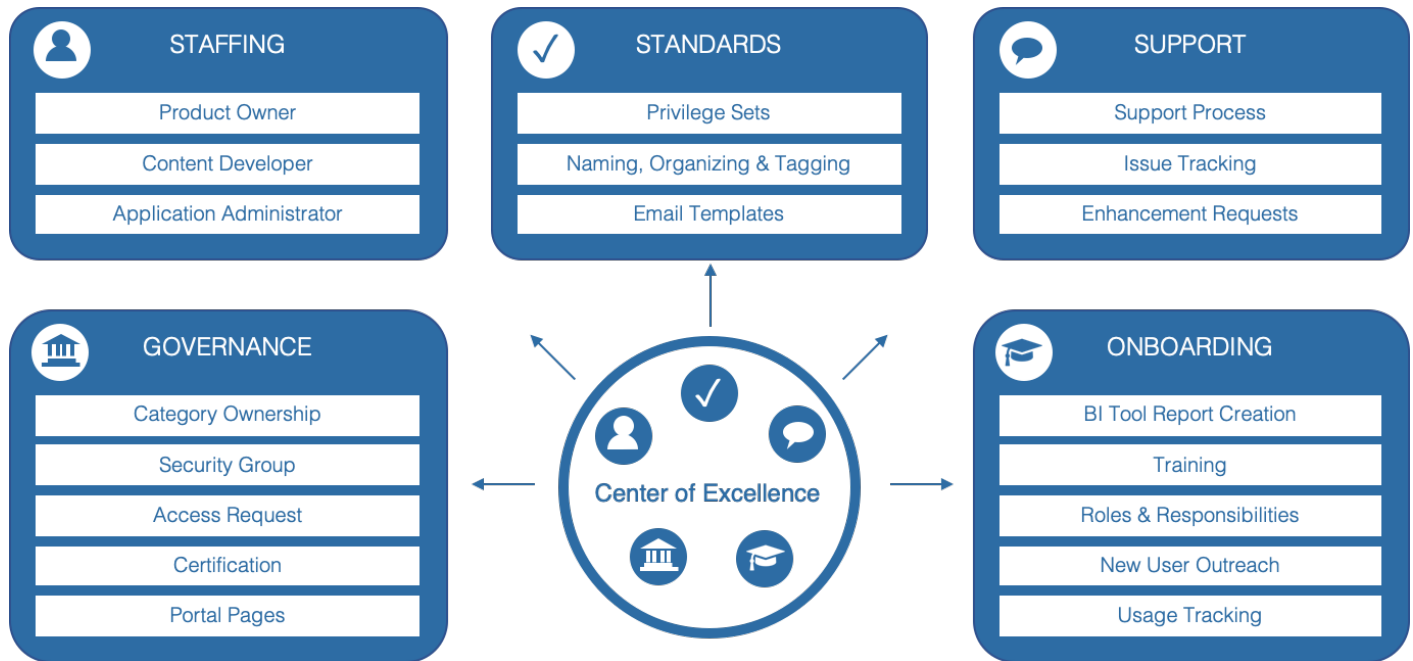 STAFFING
Product Owner
Content Developer
Application Administrator
STANDARDS
Privilege Sets
Naming, Organizing & Tagging
Email Templates
SUPPORT
Support Process
Issue Tracking
Enhancement Requests
GOVERNANCE
Category Ownership
Security Group
Access Request
Certification
Portal Pages
Center of Excellence
ONBOARDING
BI Tool Report Creation
Training
Roles & Responsibilities
New User Outreach
Usage Tracking